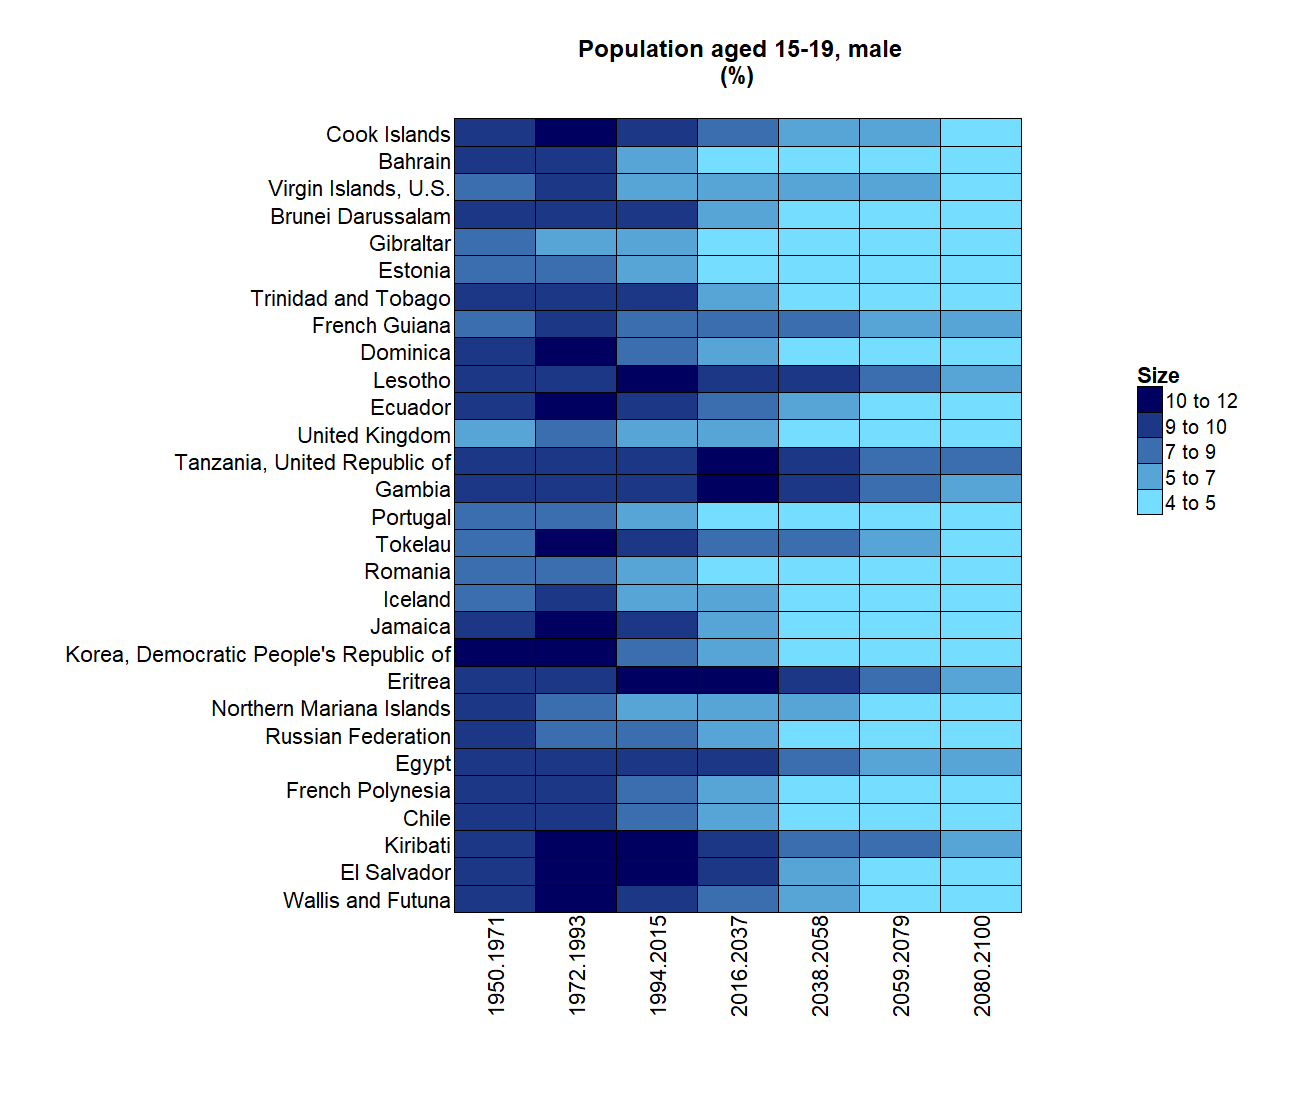 Population aged 15-19, male
(%)
Cook Islands
Bahrain
Virgin Islands, U.S.
Brunei Darussalam
Gibraltar
Estonia
Trinidad and Tobago
French Guiana
Dominica
Lesotho
Ecuador
United Kingdom
Tanzania, United Republic of
Gambia
Portugal
Tokelau
Romania
Iceland
Jamaica
Korea, Democratic People's Republic of
Eritrea
Northern Mariana Islands
Russian Federation
Egypt
French Polynesia
Chile
Kiribati
El Salvador
Wallis and Futuna
1950.1971
1972.1993
1994.2015
2016.2037
2038.2058
2059.2079
2080.2100
Size
10 to 12
9 to 10
7 to 9
5 to 7
4 to 5